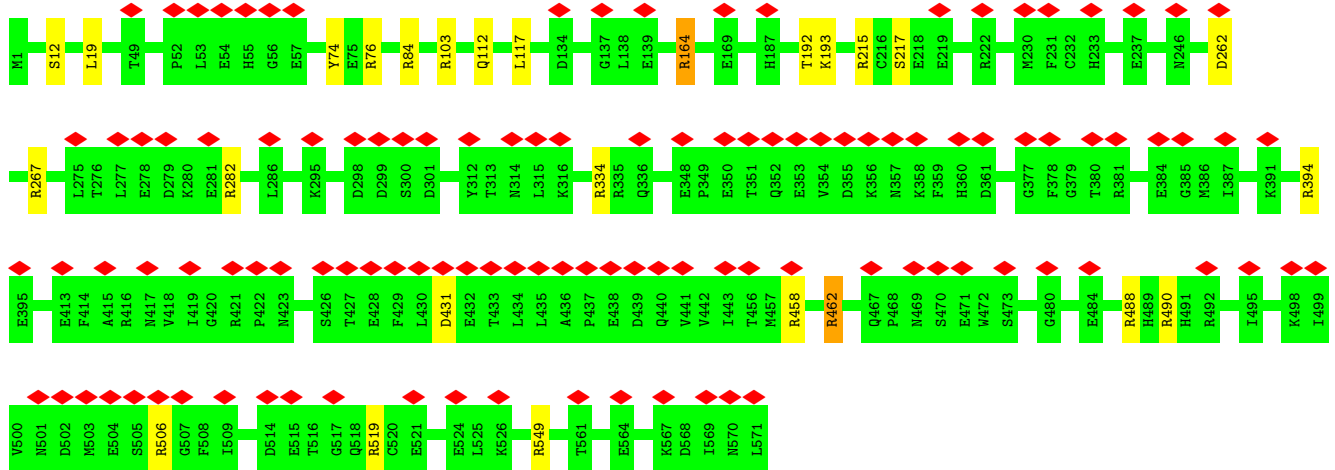 M1 S12 L19 T49 P52 L53 E54 H55 G56 E57 Y74 E75 R76 R84 R103 Q112 L117 D134 G137 L138 E139 R164 E169 H187 T192 K193 R215 C216 S217 E218 E219 R222 M230 F231 C232 H233 E237 N246 D262
R267 L275 T276 L277 E278 D279 K280 E281 R282 L286 K295 D298 D299 S300 D301 Y312 T313 N314 L315 K316 R334 R335 Q336 E348 P349 E350 T351 Q352 E353 V354 D355 K356 N357 K358 F359 H360 D361 G377 F378 G379 T380 R381 E384 G385 M386 I387 K391 R394
E395 E413 F414 A415 R416 N417 V418 I419 G420 R421 P422 N423 S426 T427 E428 F429 L430 D431 E432 T433 L434 L435 A436 P437 E438 D439 Q440 V441 V442 I443 T456 M457 R458 R462 Q467 P468 N469 S470 E471 W472 S473 G480 E484 R488 H489 R490 H491 R492 I495 K498 I499
V500 N501 D502 M503 E504 S505 R506 G507 F508 I509 D514 E515 T516 G517 Q518 R519 C520 E521 E524 L525 K526 R549 T561 E564 K567 D568 I569 N570 L571